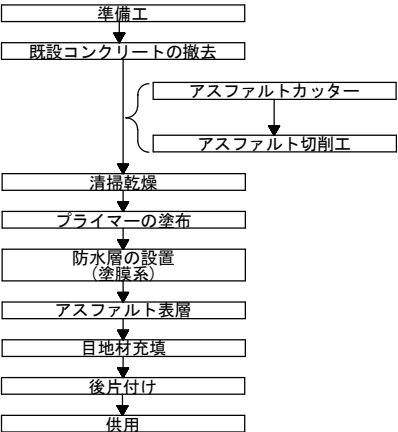 準備工
既設コンクリートの撤去
アスファルトカッター
アスファルト切削工
清掃乾燥
プライマーの塗布
防水層の設置
（塗膜系）
アスファルト表層
目地材充填
後片付け
供用